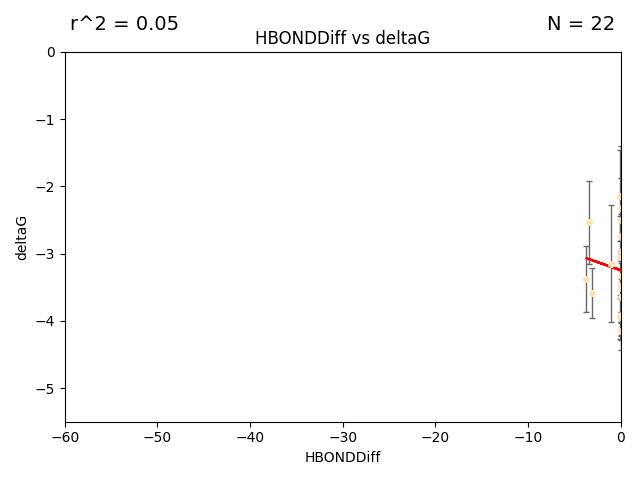 r^2 = 0.05
N = 22
HBONDDiff vs deltaG
0
−1
−2
−3
−4
−5
deltaG
−60
−50
−40
−30
−20
−10
0
HBONDDiff